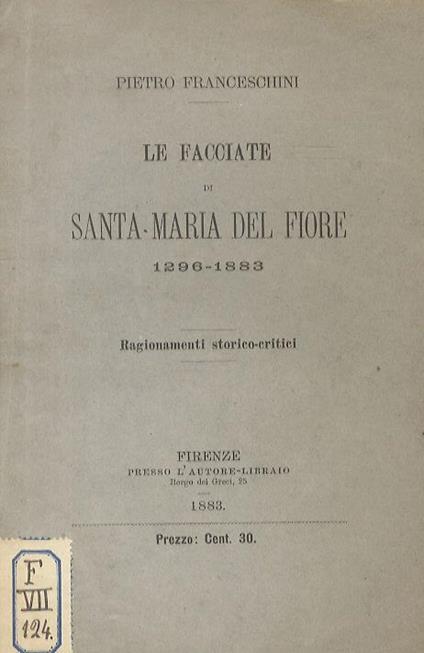 PIETRO FRANCESCHINI
LE FACCIATE
DI
SANTA-MARIA DEL FIORE
1296-1883
Ragionamenti storico-critici
FIRENZE
PRESSO L'AUTORE-LIBRAIO
Borgo dei Greci, 25
1883.
Prezzo: Cent. 30.
F
VII
124.